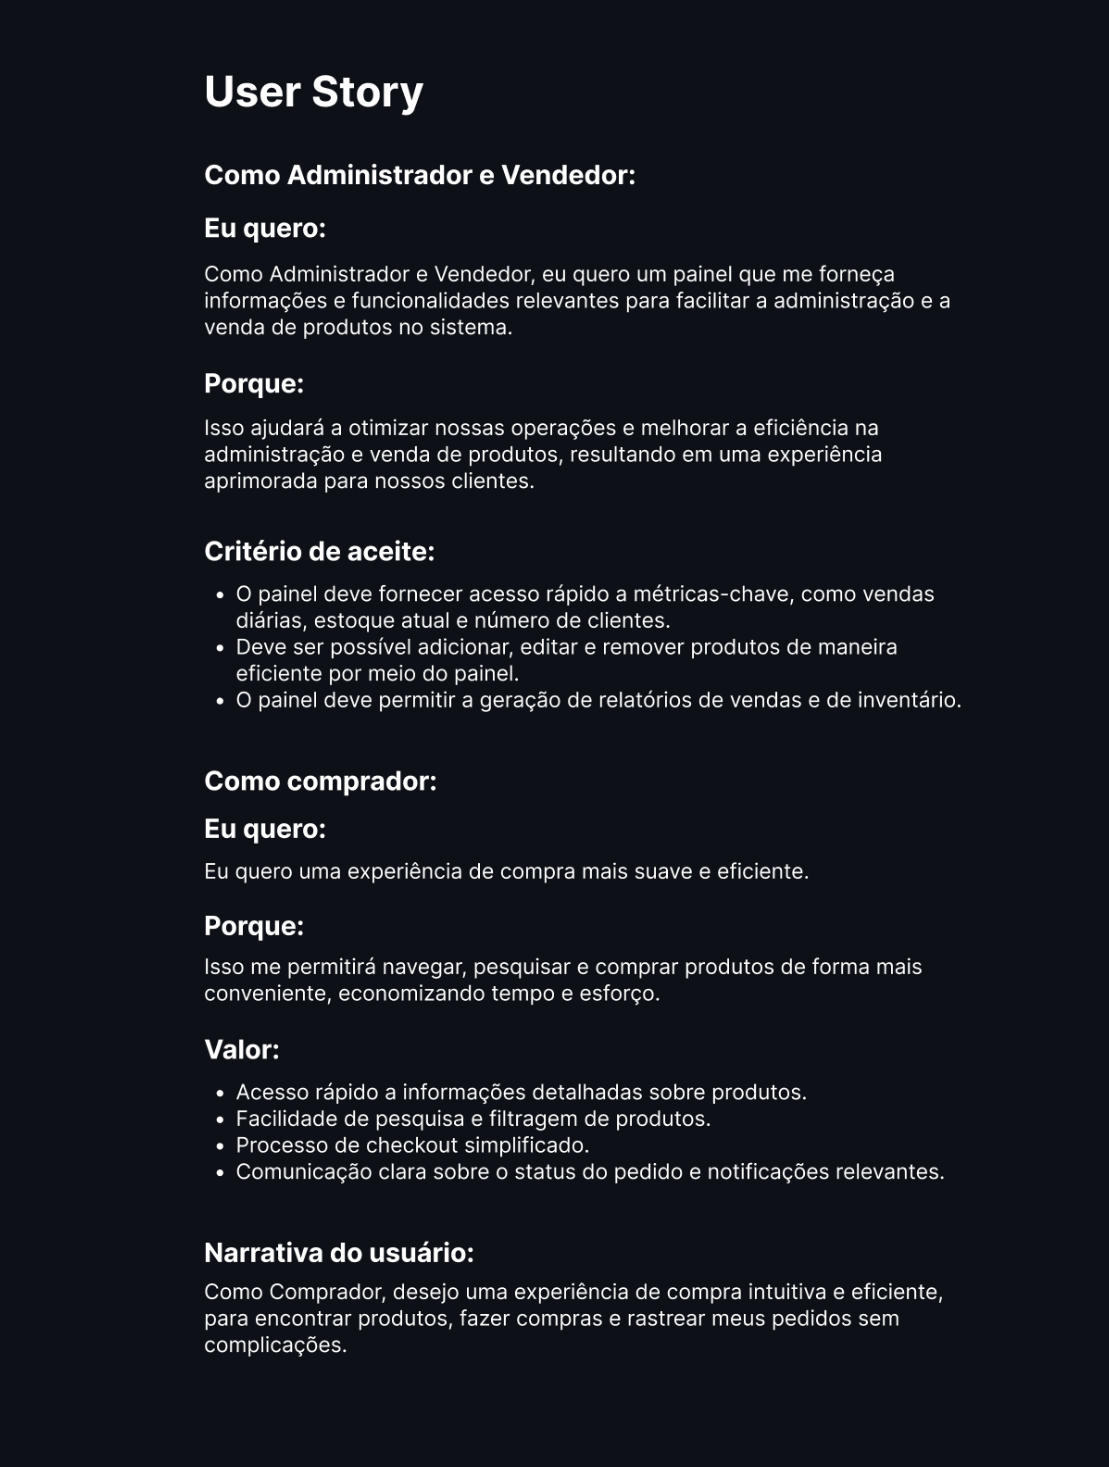 User Story
Como Administrador e Vendedor:
Eu quero:
Como Administrador e Vendedor, eu quero um painel que me forneça
informações e funcionalidades relevantes para facilitar a administração e a
venda de produtos no sistema.
Porque:
Isso ajudará a otimizar nossas operações e melhorar a eficiência na
administração e venda de produtos, resultando em uma experiência
aprimorada para nossos clientes.
Critério de aceite:
• O painel deve fornecer acesso rápido a métricas-chave, como vendas
diárias, estoque atual e número de clientes.
• Deve ser possível adicionar, editar e remover produtos de maneira
eficiente por meio do painel.
• O painel deve permitir a geração de relatórios de vendas e de inventário.
Como comprador:
Eu quero:
Eu quero uma experiência de compra mais suave e eficiente.
Porque:
Isso me permitirá navegar, pesquisar e comprar produtos de forma mais
conveniente, economizando tempo e esforço.
Valor:
• Acesso rápido a informações detalhadas sobre produtos.
• Facilidade de pesquisa e filtragem de produtos.
• Processo de checkout simplificado.
• Comunicação clara sobre o status do pedido e notificações relevantes.
Narrativa do usuário:
Como Comprador, desejo uma experiência de compra intuitiva e eficiente,
para encontrar produtos, fazer compras e rastrear meus pedidos sem
complicações.